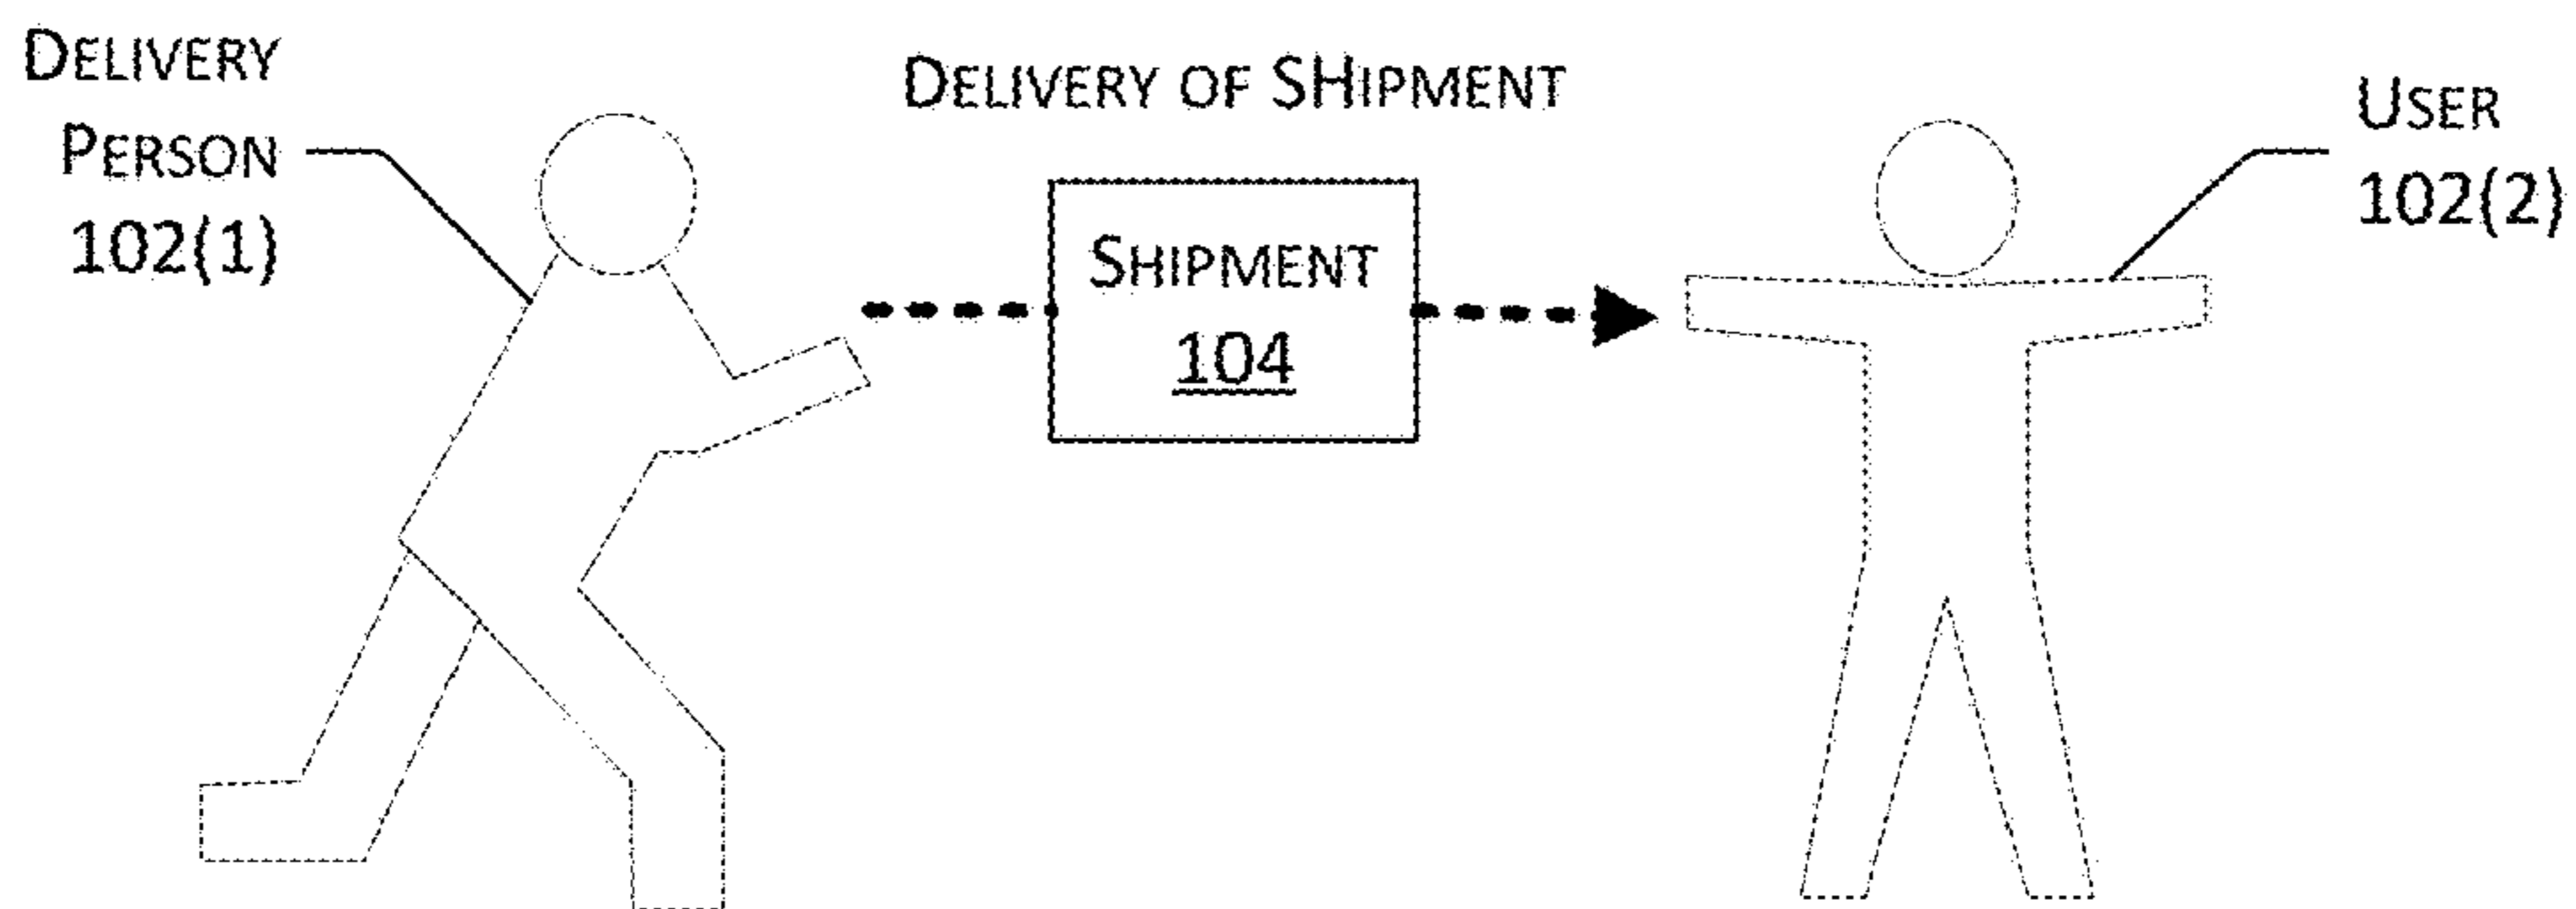 DELIVERY
PERSON
102(1)
DELIVERY OF SHIPMENT
SHIPMENT
104
USER
102(2)